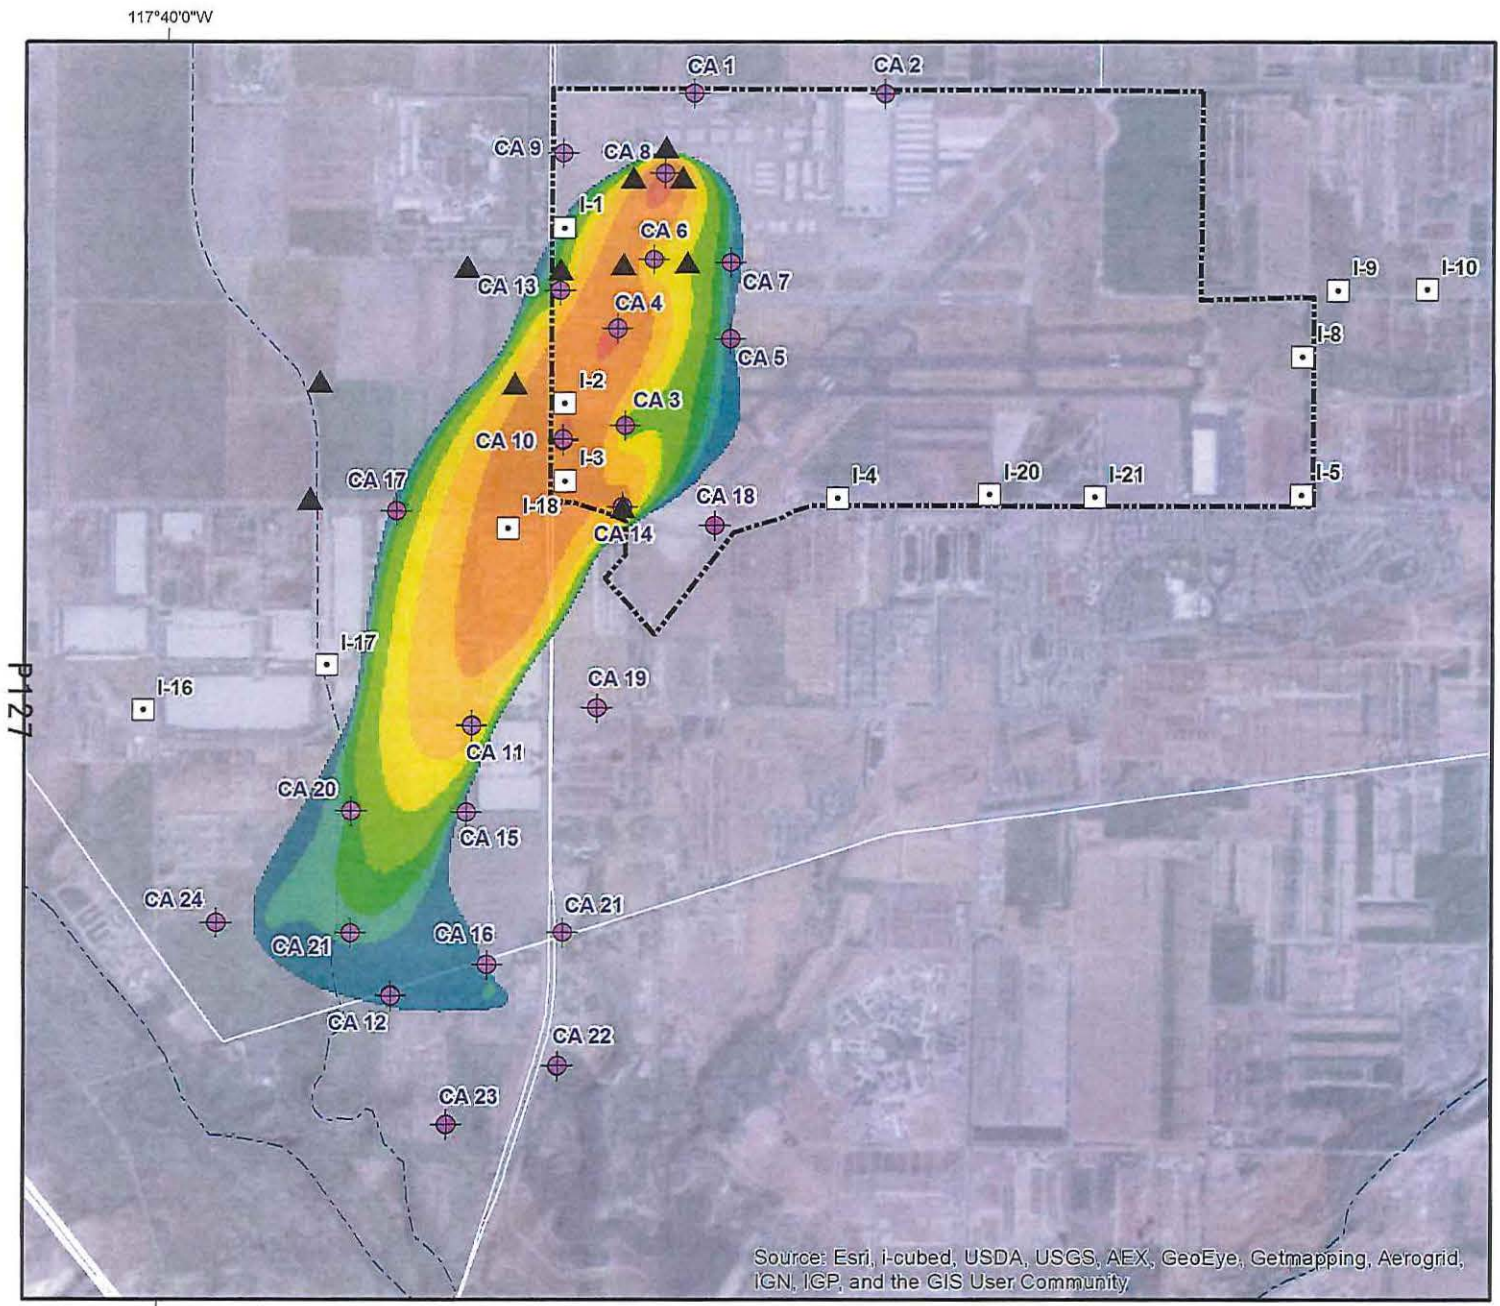 117°40'0"W
CA 1
CA 2
CA 9
CA 8
I-1
CA 6
CA 13
CA 7
I-9
I-10
CA 4
I-8
CA 5
I-2
CA 3
CA 10
I-3
CA 17
I-18
CA 18
I-4
I-20
I-21
I-5
CA 14
I-17
P127
I-16
CA 19
CA 11
CA 20
CA 15
CA 24
CA 21
CA 21
CA 16
CA 12
CA 22
CA 23
Source: Esri, i-cubed, USDA, USGS, AEX, GeoEye, Getmapping, Aerogrid,
IGN, IGP, and the GIS User Community